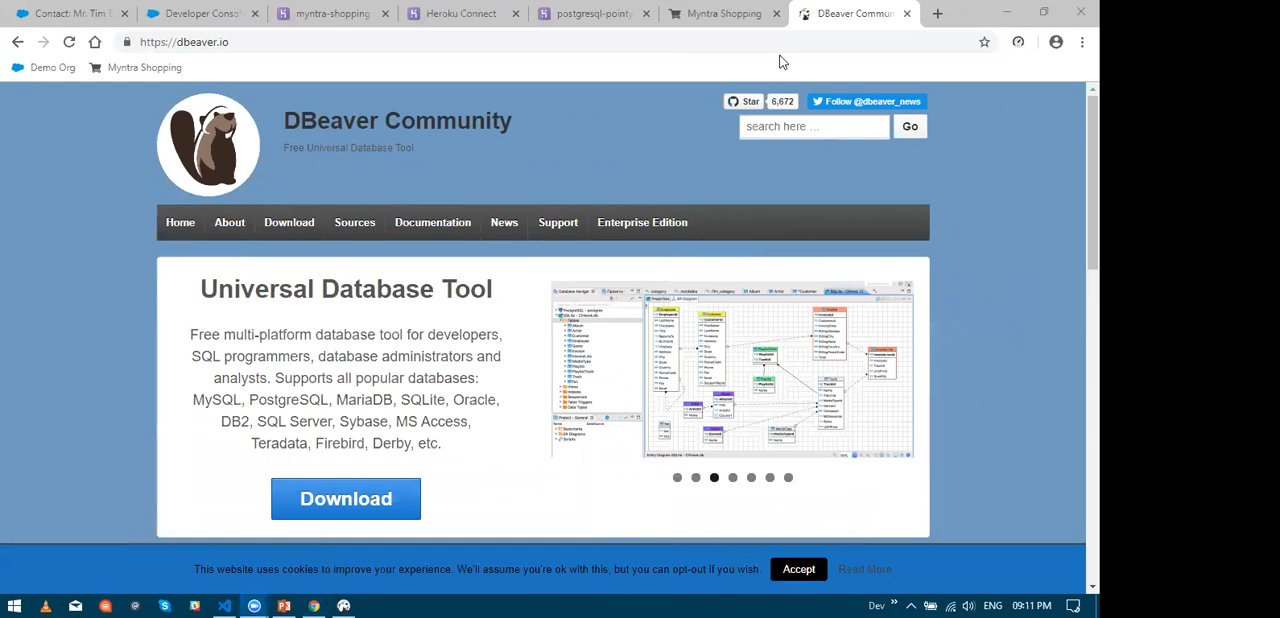 Contact: Mr. Tim
Developer Conso
myntra-shopping
Heroku Connect
postgresql-pointy
Myntra Shopping
DBeaver Commun
https://dbeaver.io
Demo Org
Myntra Shopping
DBeaver Community
Free Universal Database Tool
Star
6,672
Follow @dbeaver_news
search here ...
Go
Home
About
Download
Sources
Documentation
News
Support
Enterprise Edition
Universal Database Tool
Free multi-platform database tool for developers,
SQL programmers, database administrators and
analysts. Supports all popular databases:
MySQL, PostgreSQL, MariaDB, SQLite, Oracle,
DB2, SQL Server, Sybase, MS Access,
Teradata, Firebird, Derby, etc.
Download
This website uses cookies to improve your experience. We'll assume you're ok with this, but you can opt-out if you wish.
Accept
Read More
Dev
ENG
09:11 PM